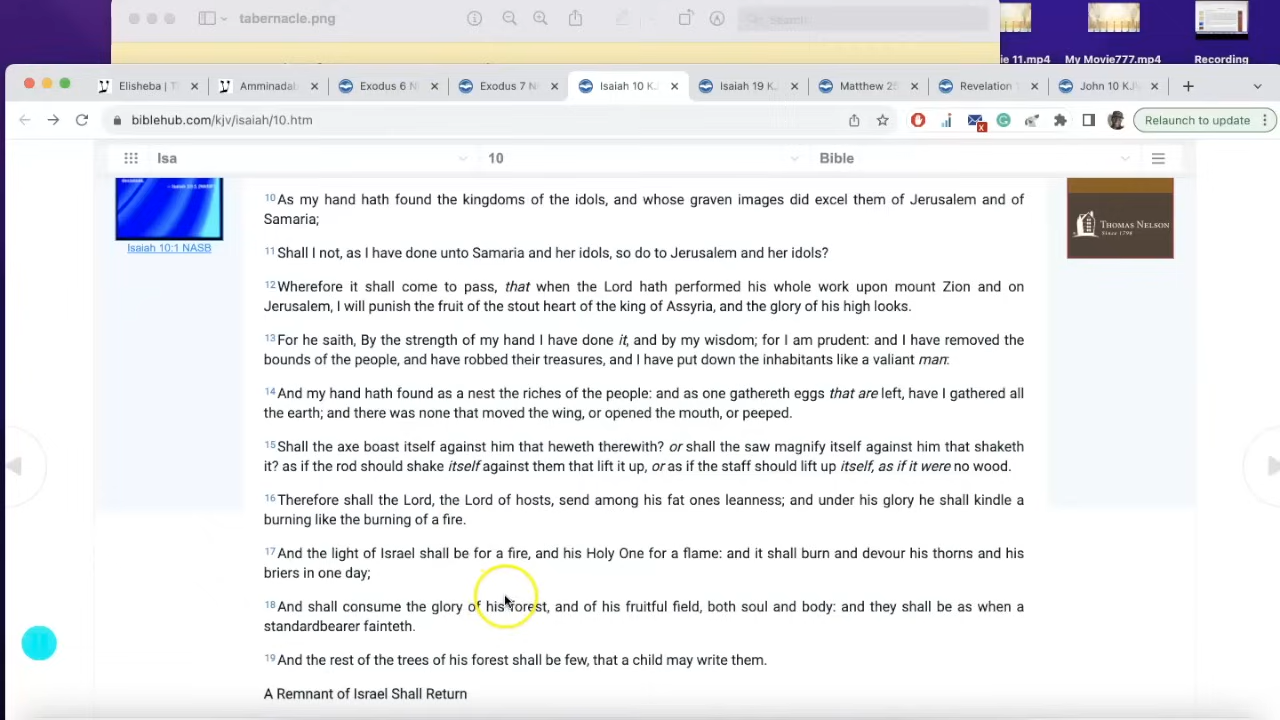 tabernacle.png
Search
ie 11.mp4
My Movie777.mp4
Recording
Elisheba | T
Amminadal
Exodus 6 N
Exodus 7 N
Isaiah 10 KJ
Isaiah 19 KJ
Matthew 25
Revelation 1
John 10 KJV
biblehub.com/kjv/isaiah/10.htm
Relaunch to update
Isa
10
Bible
Isaiah 10:1 NASB
THOMAS NELSON
Since 1798
10 As my hand hath found the kingdoms of the idols, and whose graven images did excel them of Jerusalem and of
Samaria;
11 Shall I not, as I have done unto Samaria and her idols, so do to Jerusalem and her idols?
12 Wherefore it shall come to pass, that when the Lord hath performed his whole work upon mount Zion and on
Jerusalem, I will punish the fruit of the stout heart of the king of Assyria, and the glory of his high looks.
13 For he saith, By the strength of my hand I have done it, and by my wisdom; for I am prudent: and I have removed the
bounds of the people, and have robbed their treasures, and I have put down the inhabitants like a valiant man:
14 And my hand hath found as a nest the riches of the people: and as one gathereth eggs that are left, have I gathered all
the earth; and there was none that moved the wing, or opened the mouth, or peeped.
15 Shall the axe boast itself against him that heweth therewith? or shall the saw magnify itself against him that shaketh
it? as if the rod should shake itself against them that lift it up, or as if the staff should lift up itself, as if it were no wood.
16 Therefore shall the Lord, the Lord of hosts, send among his fat ones leanness; and under his glory he shall kindle a
burning like the burning of a fire.
17 And the light of Israel shall be for a fire, and his Holy One for a flame: and it shall burn and devour his thorns and his
briers in one day;
18 And shall consume the glory of his forest, and of his fruitful field, both soul and body: and they shall be as when a
standardbearer fainteth.
19 And the rest of the trees of his forest shall be few, that a child may write them.
A Remnant of Israel Shall Return